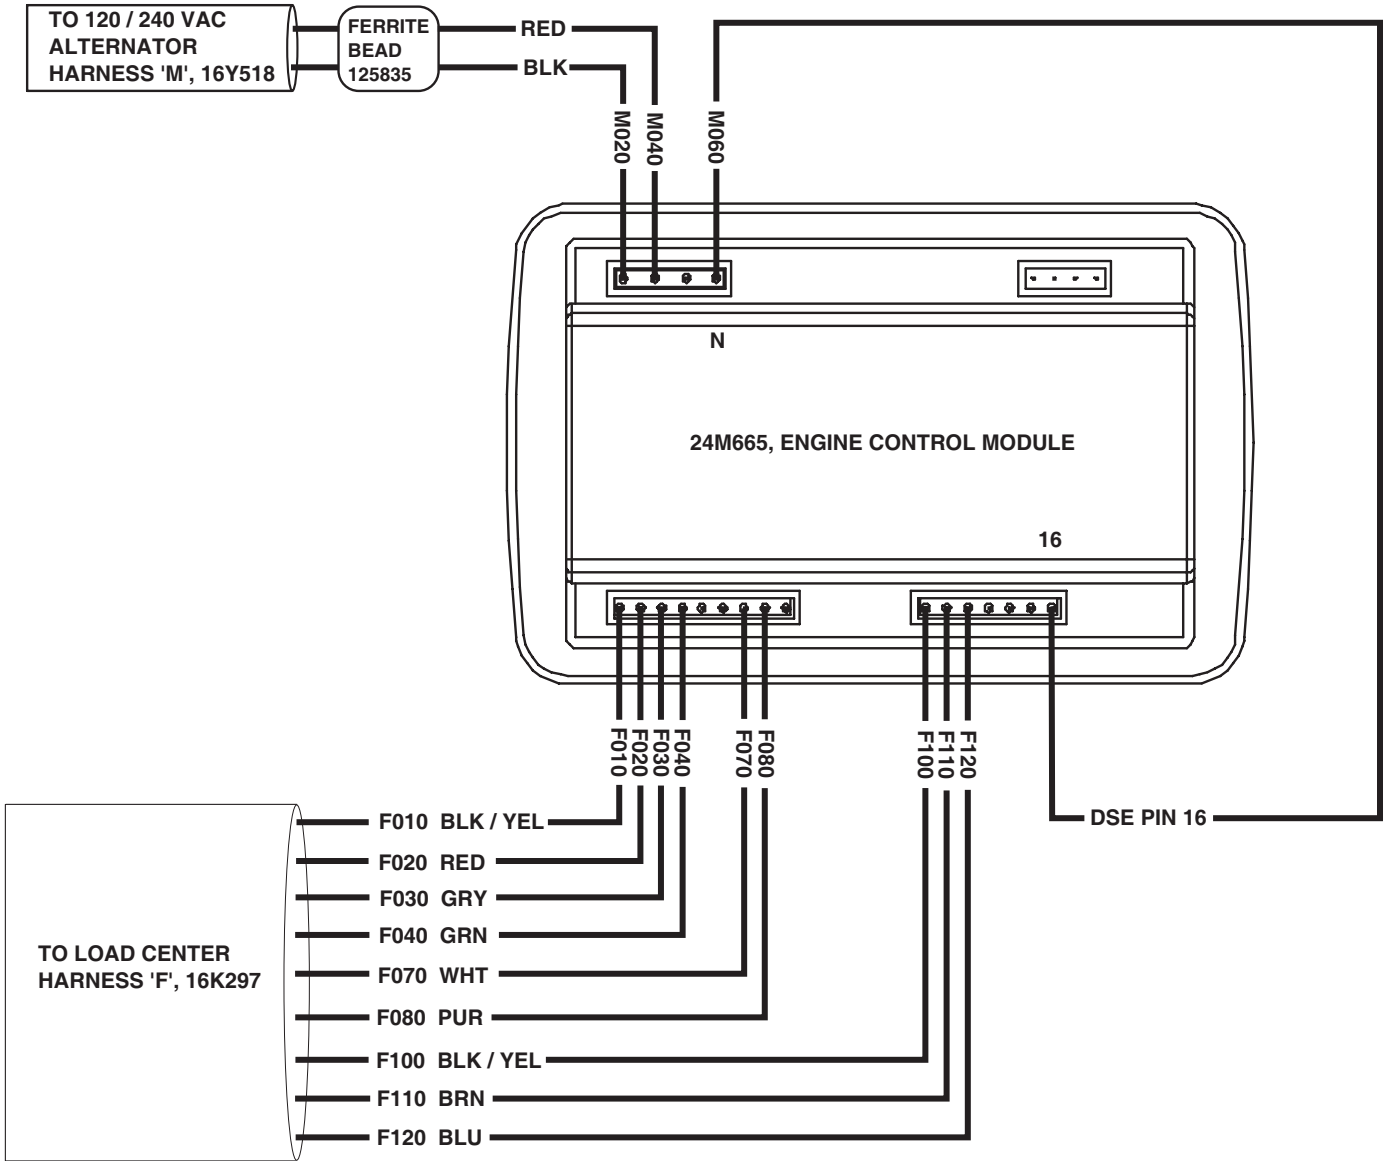 TO 120 / 240 VAC
ALTERNATOR
HARNESS 'M', 16Y518
FERRITE
BEAD
125835
RED
BLK
M020
M040
M060
N
24M665, ENGINE CONTROL MODULE
16
F010
F020
F030
F040
F070
F080
F100
F110
F120
DSE PIN 16
TO LOAD CENTER
HARNESS 'F', 16K297
F010 BLK / YEL
F020 RED
F030 GRY
F040 GRN
F070 WHT
F080 PUR
F100 BLK / YEL
F110 BRN
F120 BLU